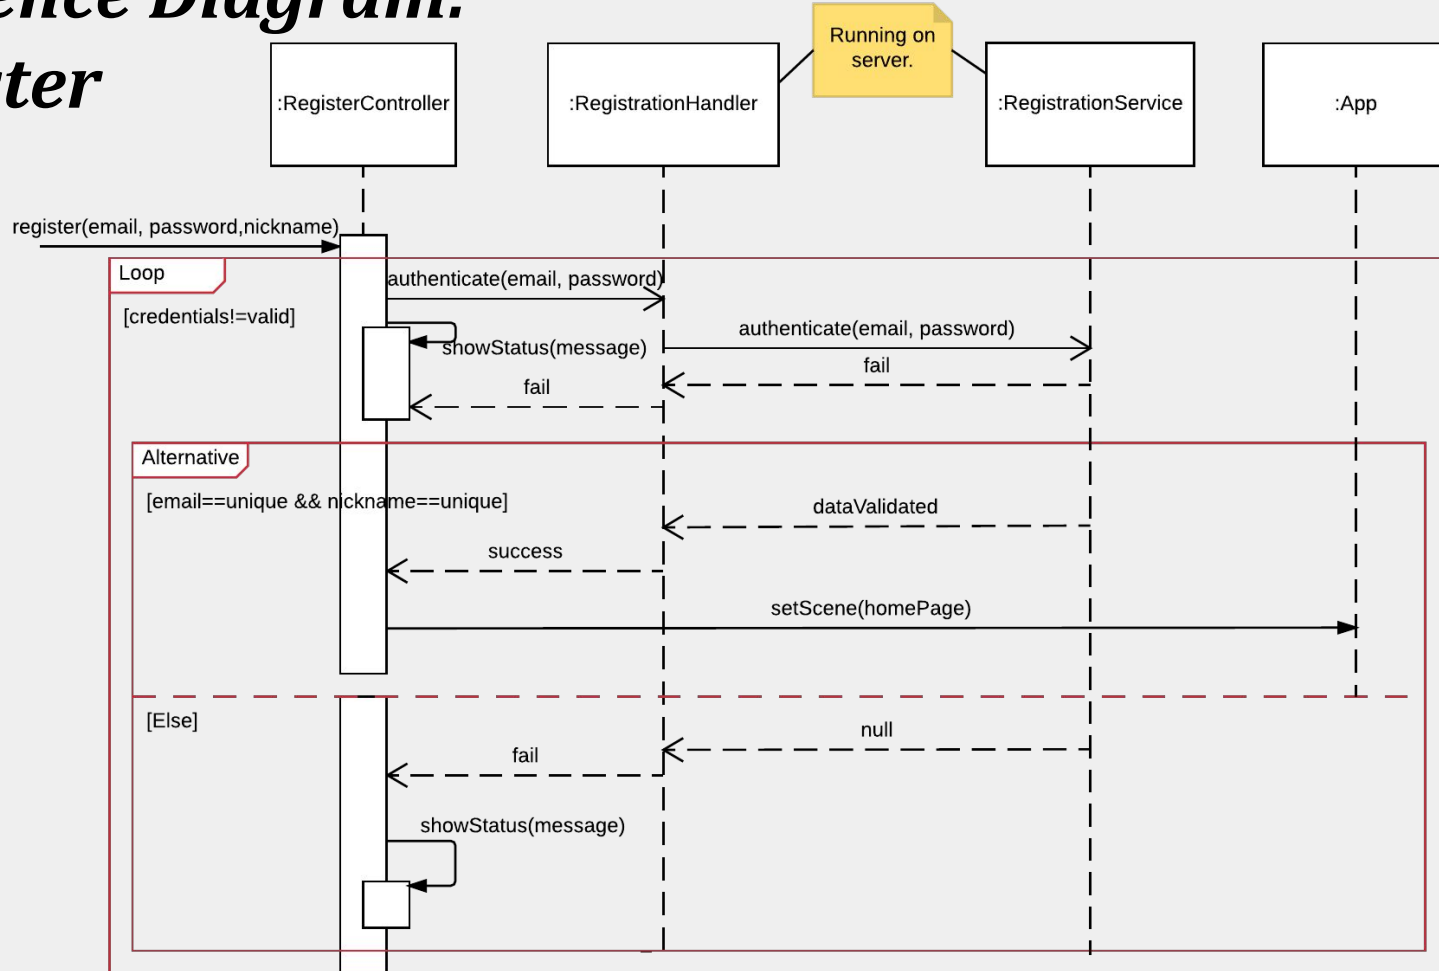 Diagram:
Running on
server.
:RegisterController
:RegistrationHandler
:RegistrationService
:App
register(email, password,nickname)
Loop
authenticate(email, password)
[credentials!=valid]
authenticate(email, password)
showStatus(message)
fail
fail
Alternative
[email==unique && nickname==unique]
dataValidated
success
setScene(homePage)
[Else]
null
fail
showStatus(message)